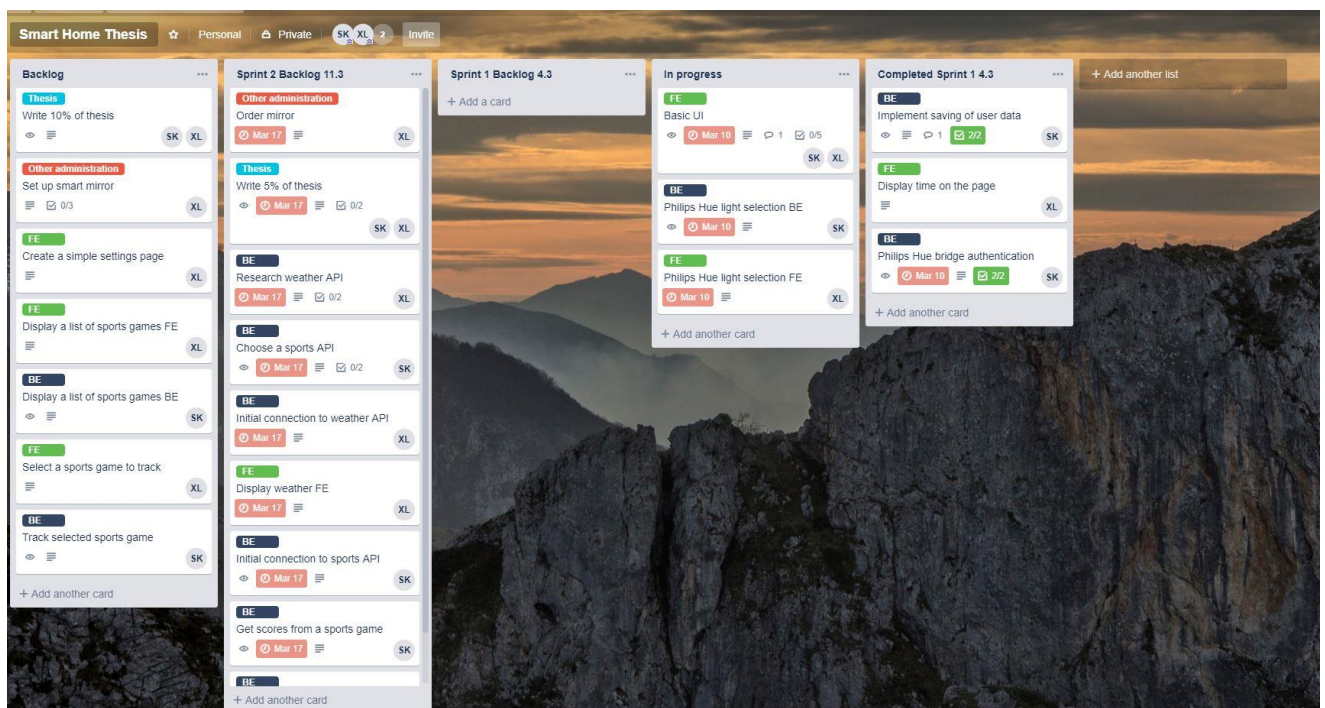 Smart Home Thesis Personal Private SK XL 2 Invite
Backlog
Thesis
Write 10% of thesis
SK XL
Other administration
Set up smart mirror
0/3 XL
FE
Create a simple settings page
XL
FE
Display a list of sports games FE
XL
BE
Display a list of sports games BE
SK
FE
Select a sports game to track
XL
BE
Track selected sports game
SK
+ Add another card
Sprint 2 Backlog 11.3
Other administration
Order mirror
Mar 17 XL
Thesis
Write 5% of thesis
Mar 17 0/2
SK XL
BE
Research weather API
Mar 17 0/2 XL
BE
Choose a sports API
Mar 17 0/2 SK
BE
Initial connection to weather API
Mar 17 XL
FE
Display weather FE
Mar 17 XL
BE
Initial connection to sports API
Mar 17 SK
BE
Get scores from a sports game
Mar 17 SK
BE
+ Add another card
Sprint 1 Backlog 4.3
+ Add a card
In progress
FE
Basic UI
Mar 10 1 0/5
SK XL
BE
Philips Hue light selection BE
Mar 10 SK
FE
Philips Hue light selection FE
Mar 10 XL
+ Add another card
Completed Sprint 1 4.3
BE
Implement saving of user data
1 2/2 SK
FE
Display time on the page
XL
BE
Philips Hue bridge authentication
Mar 10 2/2 SK
+ Add another card
+ Add another list